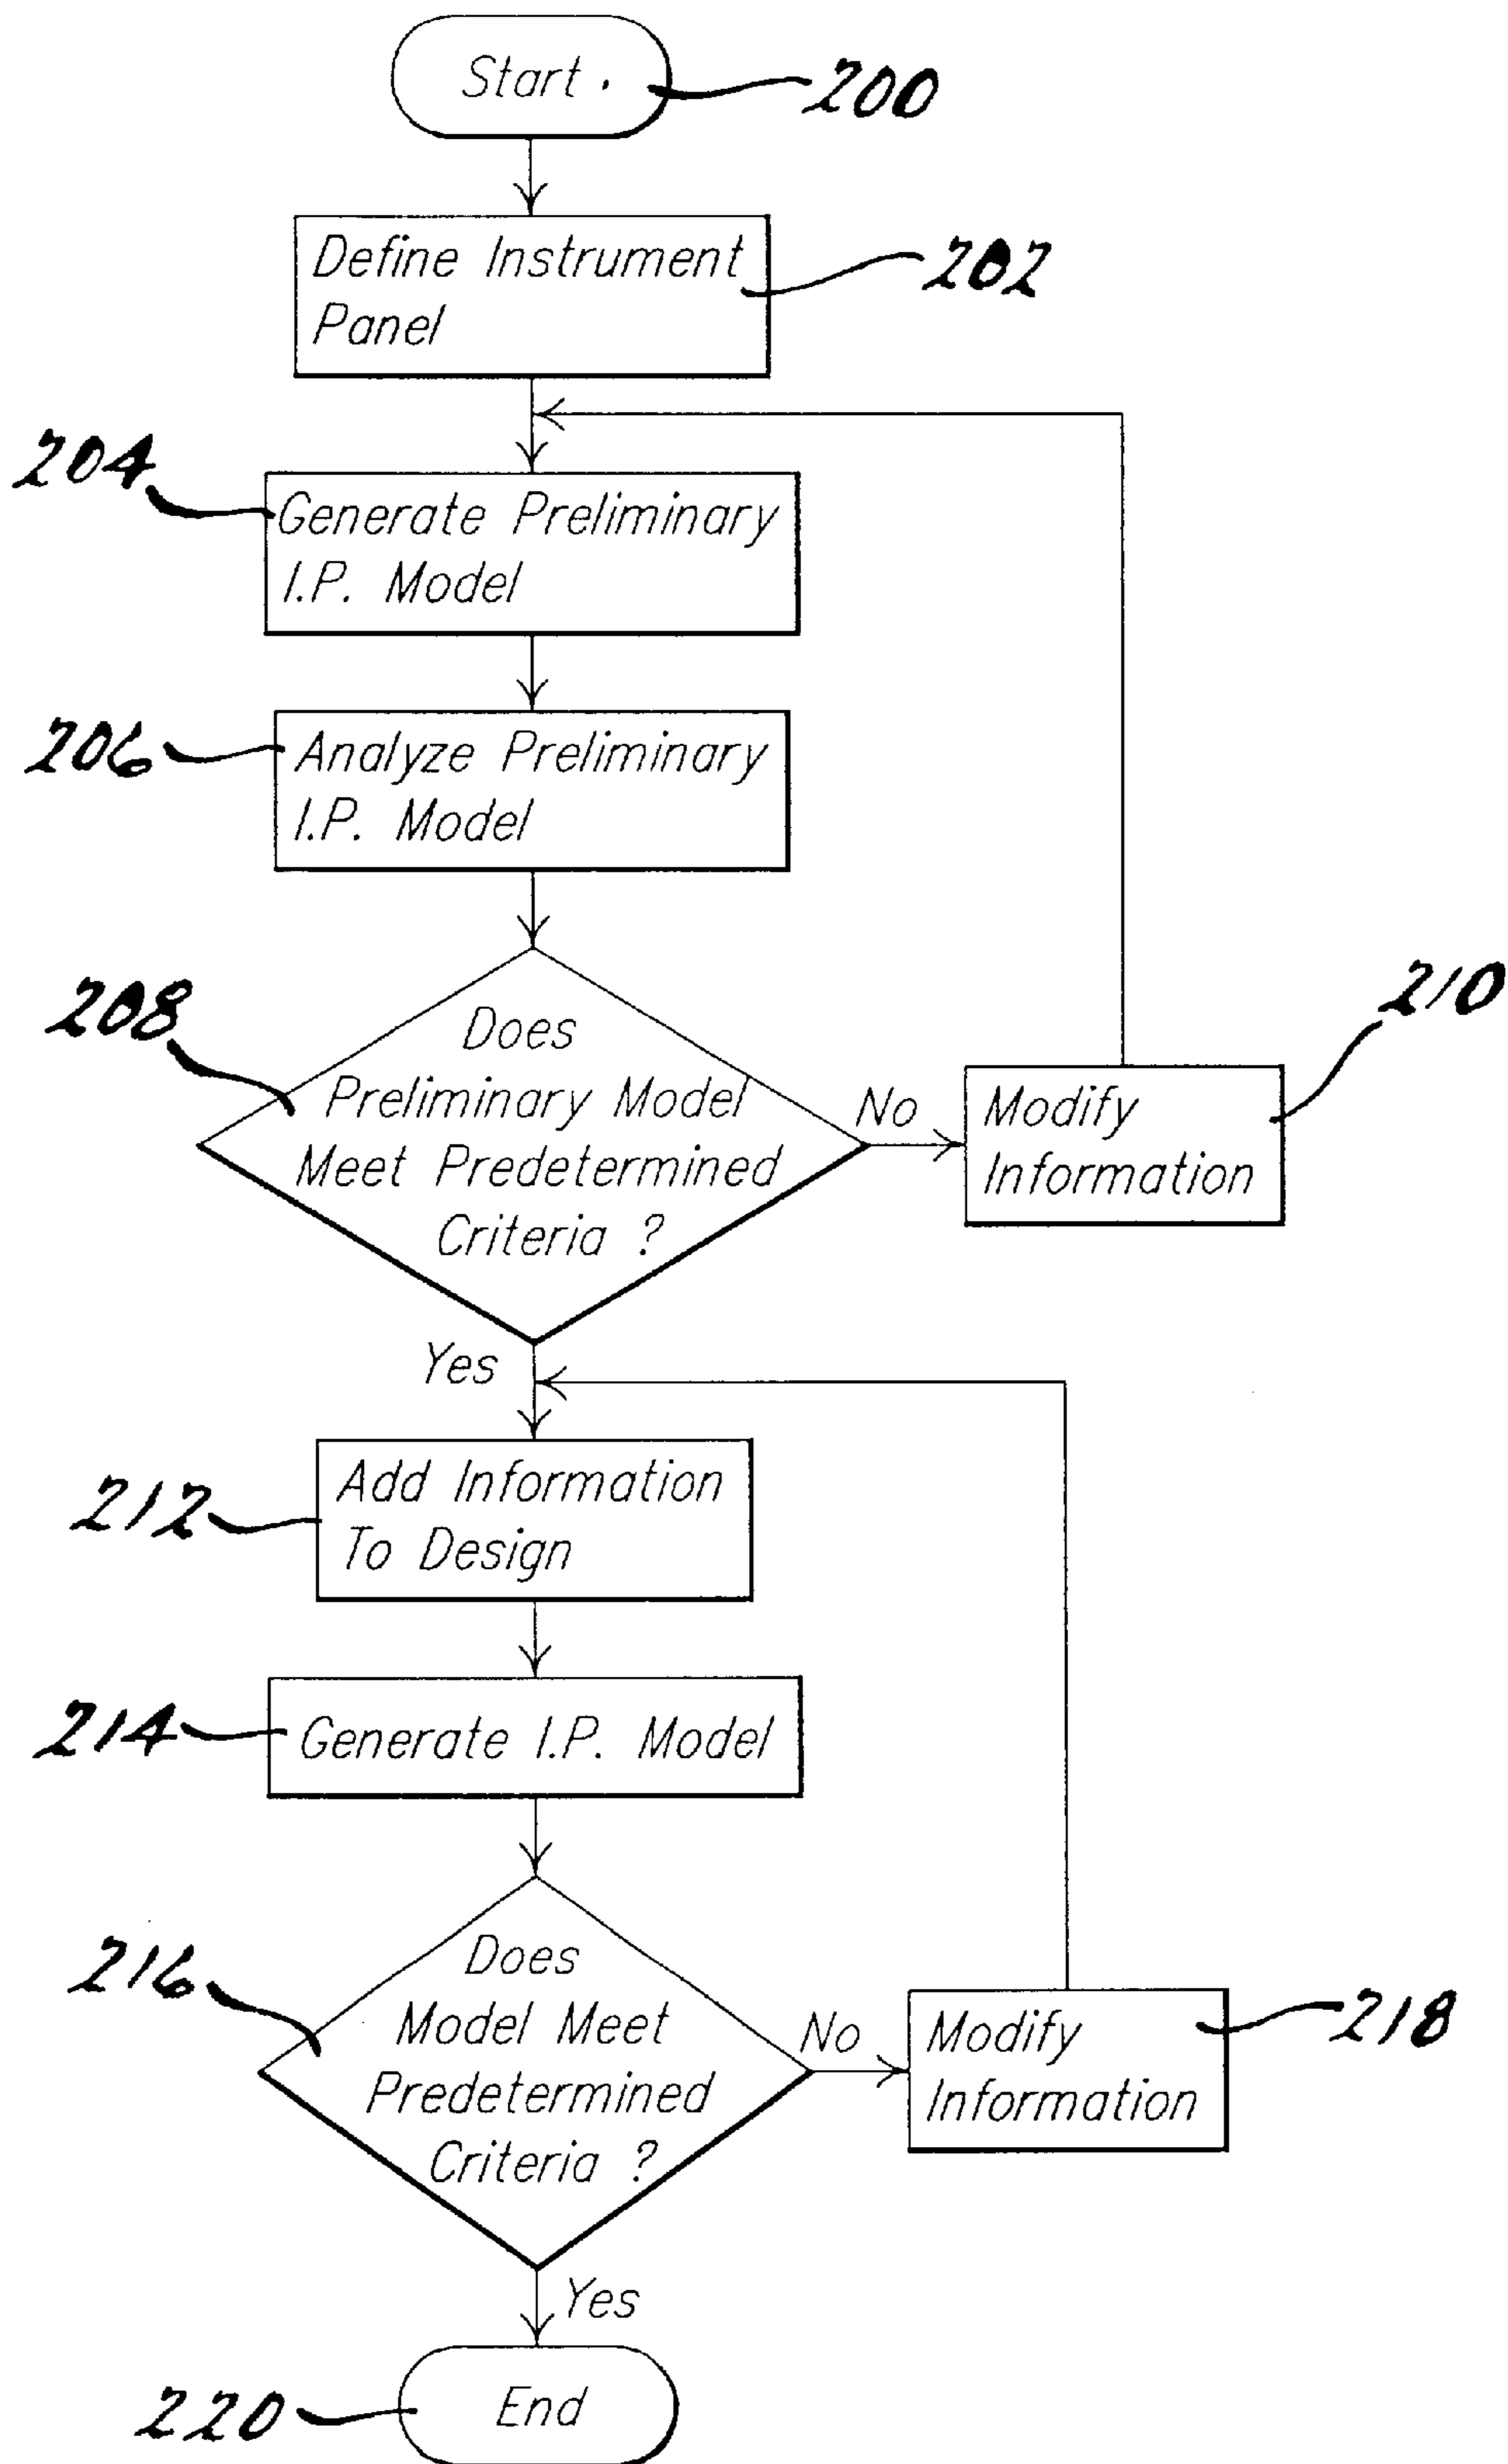 Start .
200
Define Instrument
Panel
202
204
Generate Preliminary
I.P. Model
206
Analyze Preliminary
I.P. Model
208
Does
Preliminary Model
Meet Predetermined
Criteria ?
No
Modify
Information
210
Yes
212
Add Information
To Design
214
Generate I.P. Model
216
Does
Model Meet
Predetermined
Criteria ?
No
Modify
Information
218
Yes
220
End